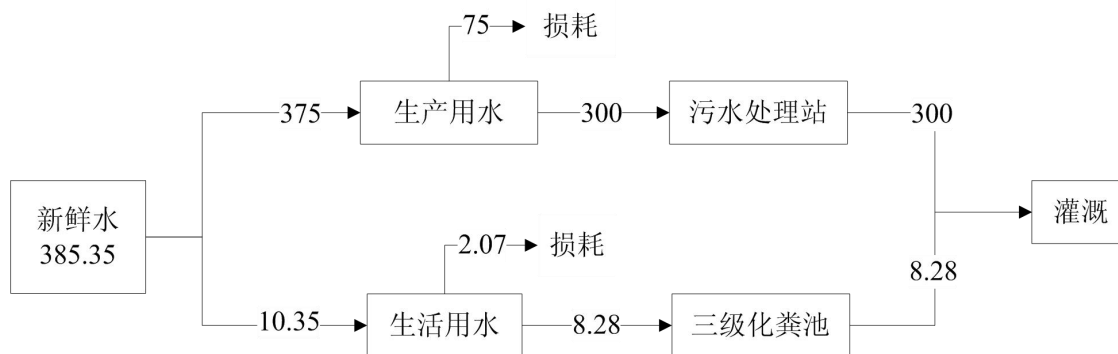 75
损耗
375
生产用水
300
污水处理站
300
新鲜水
385.35
灌溉
2.07
损耗
8.28
10.35
生活用水
8.28
三级化粪池